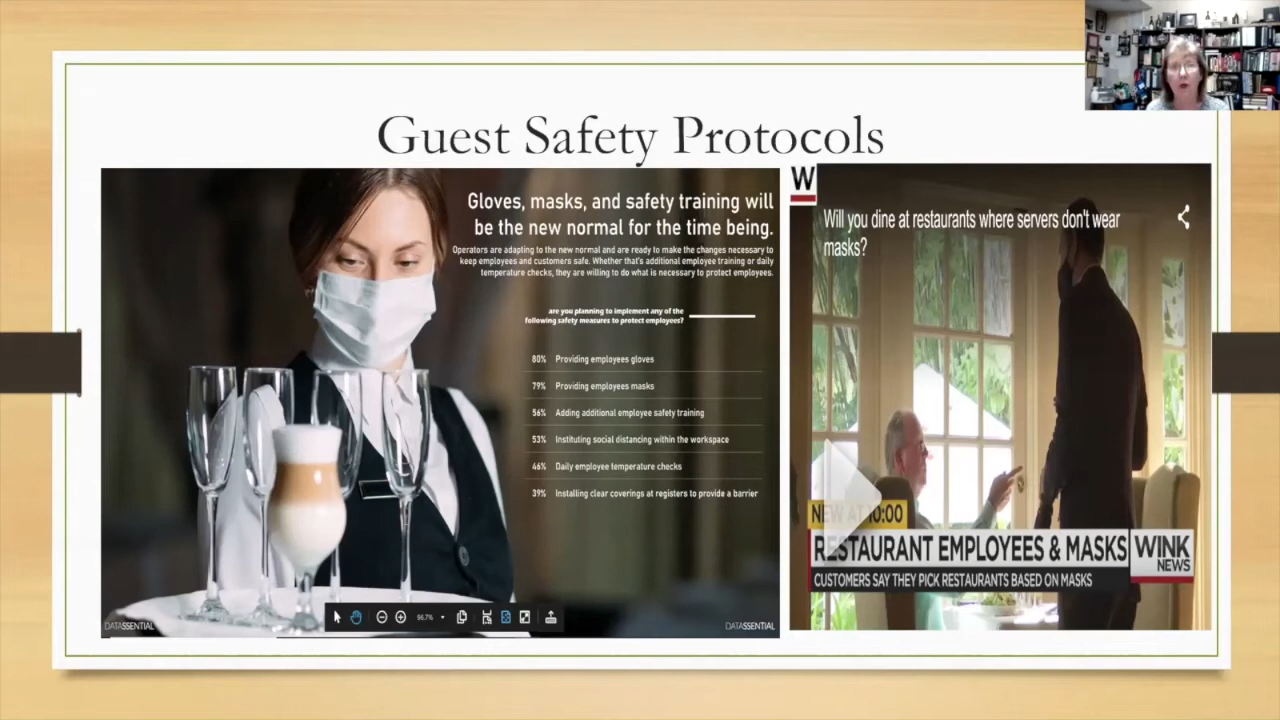 Guest Safety Protocols
Gloves, masks, and safety training will
be the new normal for the time being.
Operators are adapting to the new normal and are ready to make the changes necessary to
keep employees and customers safe. Whether that's additional employee training or daily
temperature checks, they are willing to do what is necessary to protect employees.
are you planning to implement any of the
following safety measures to protect employees?
80% Providing employees gloves
79% Providing employees masks
56% Adding additional employee safety training
53% Instituting social distancing within the workspace
46% Daily employee temperature checks
39% Installing clear coverings at registers to provide a barrier
96.7%
DATASSENTIAL
DATASSENTIAL
W
Will you dine at restaurants where servers don't wear
masks?
NEW AT 10:00
RESTAURANT EMPLOYEES & MASKS
CUSTOMERS SAY THEY PICK RESTAURANTS BASED ON MASKS
WINK
NEWS